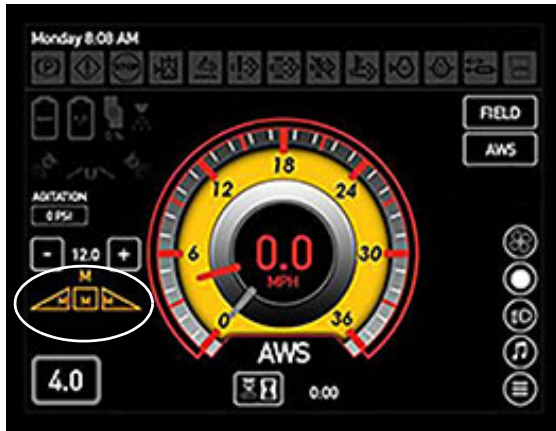 Monday 8:08 AM
FIELD
AWS
18
12
24
AGITATION
0 PSI
- 12.0 +
6
0.0
30
MPH
M
M M M
0
36
AWS
4.0
0:00